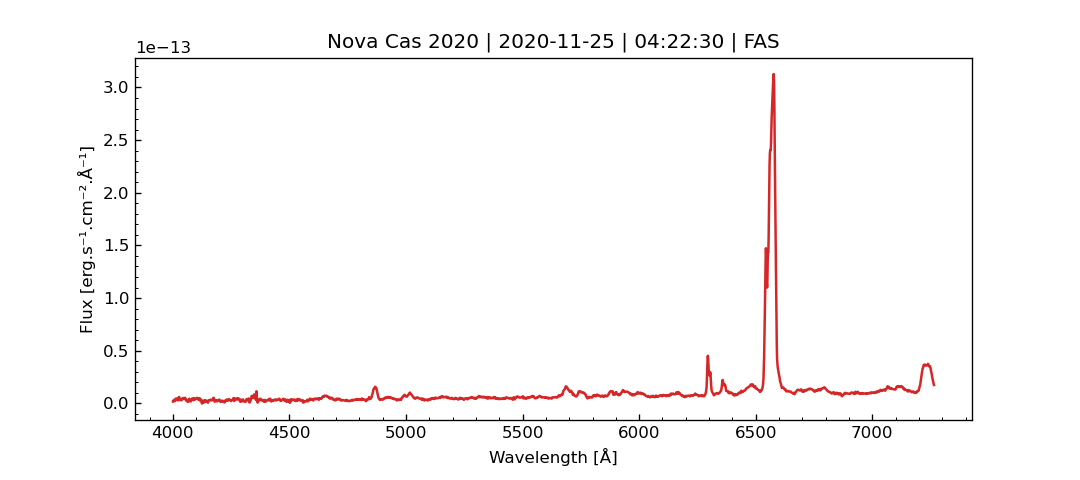 Nova Cas 2020 | 2020-11-25 | 04:22:30 | FAS
1e−13
3.0
2.5
2.0
1.5
1.0
0.5
0.0
Flux [erg.s⁻¹.cm⁻².Å⁻¹]
4000 4500 5000 5500 6000 6500 7000
Wavelength [Å]